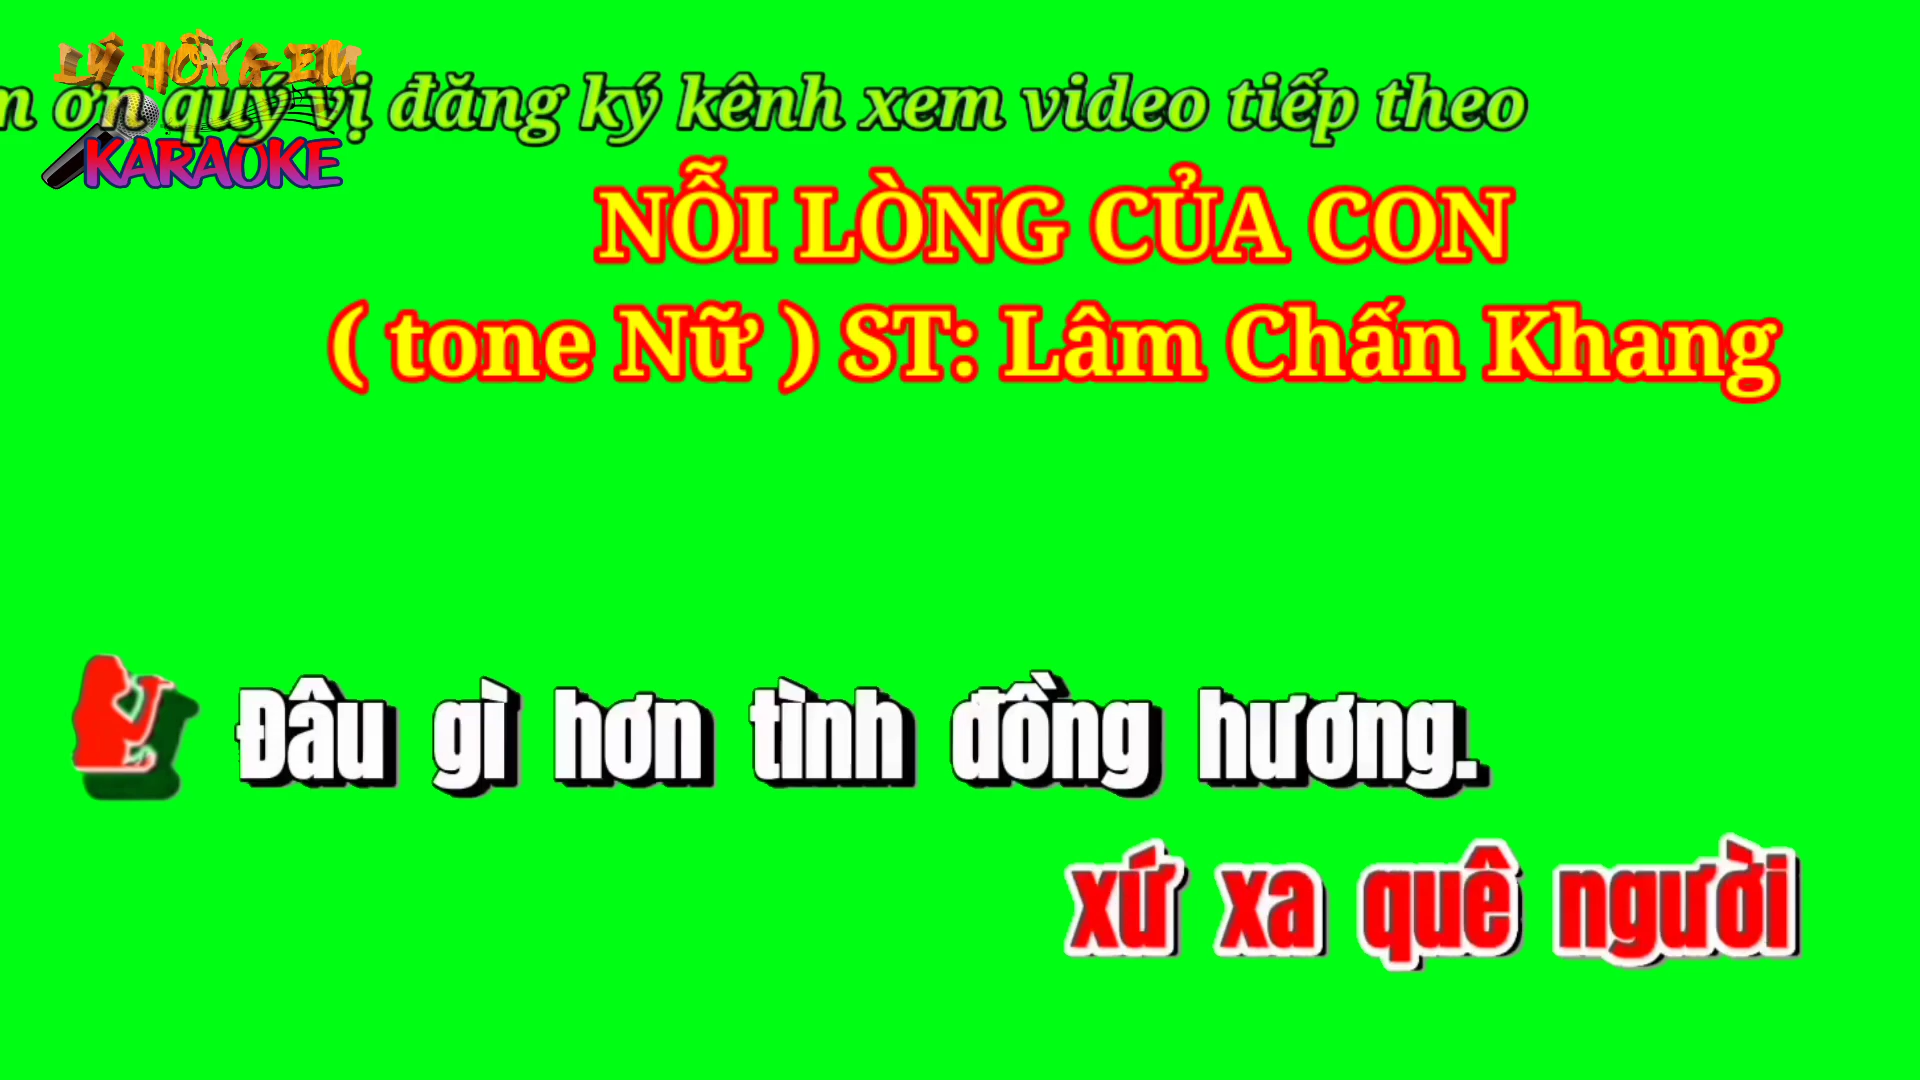 LÝ HỒNG EM
ơn quý vị đăng ký kênh xem video tiếp theo
KARAOKE
NỖI LÒNG CỦA CON
( tone Nữ ) ST: Lâm Chấn Khang
Đâu gì hơn tình đồng hương.
xứ xa quê người